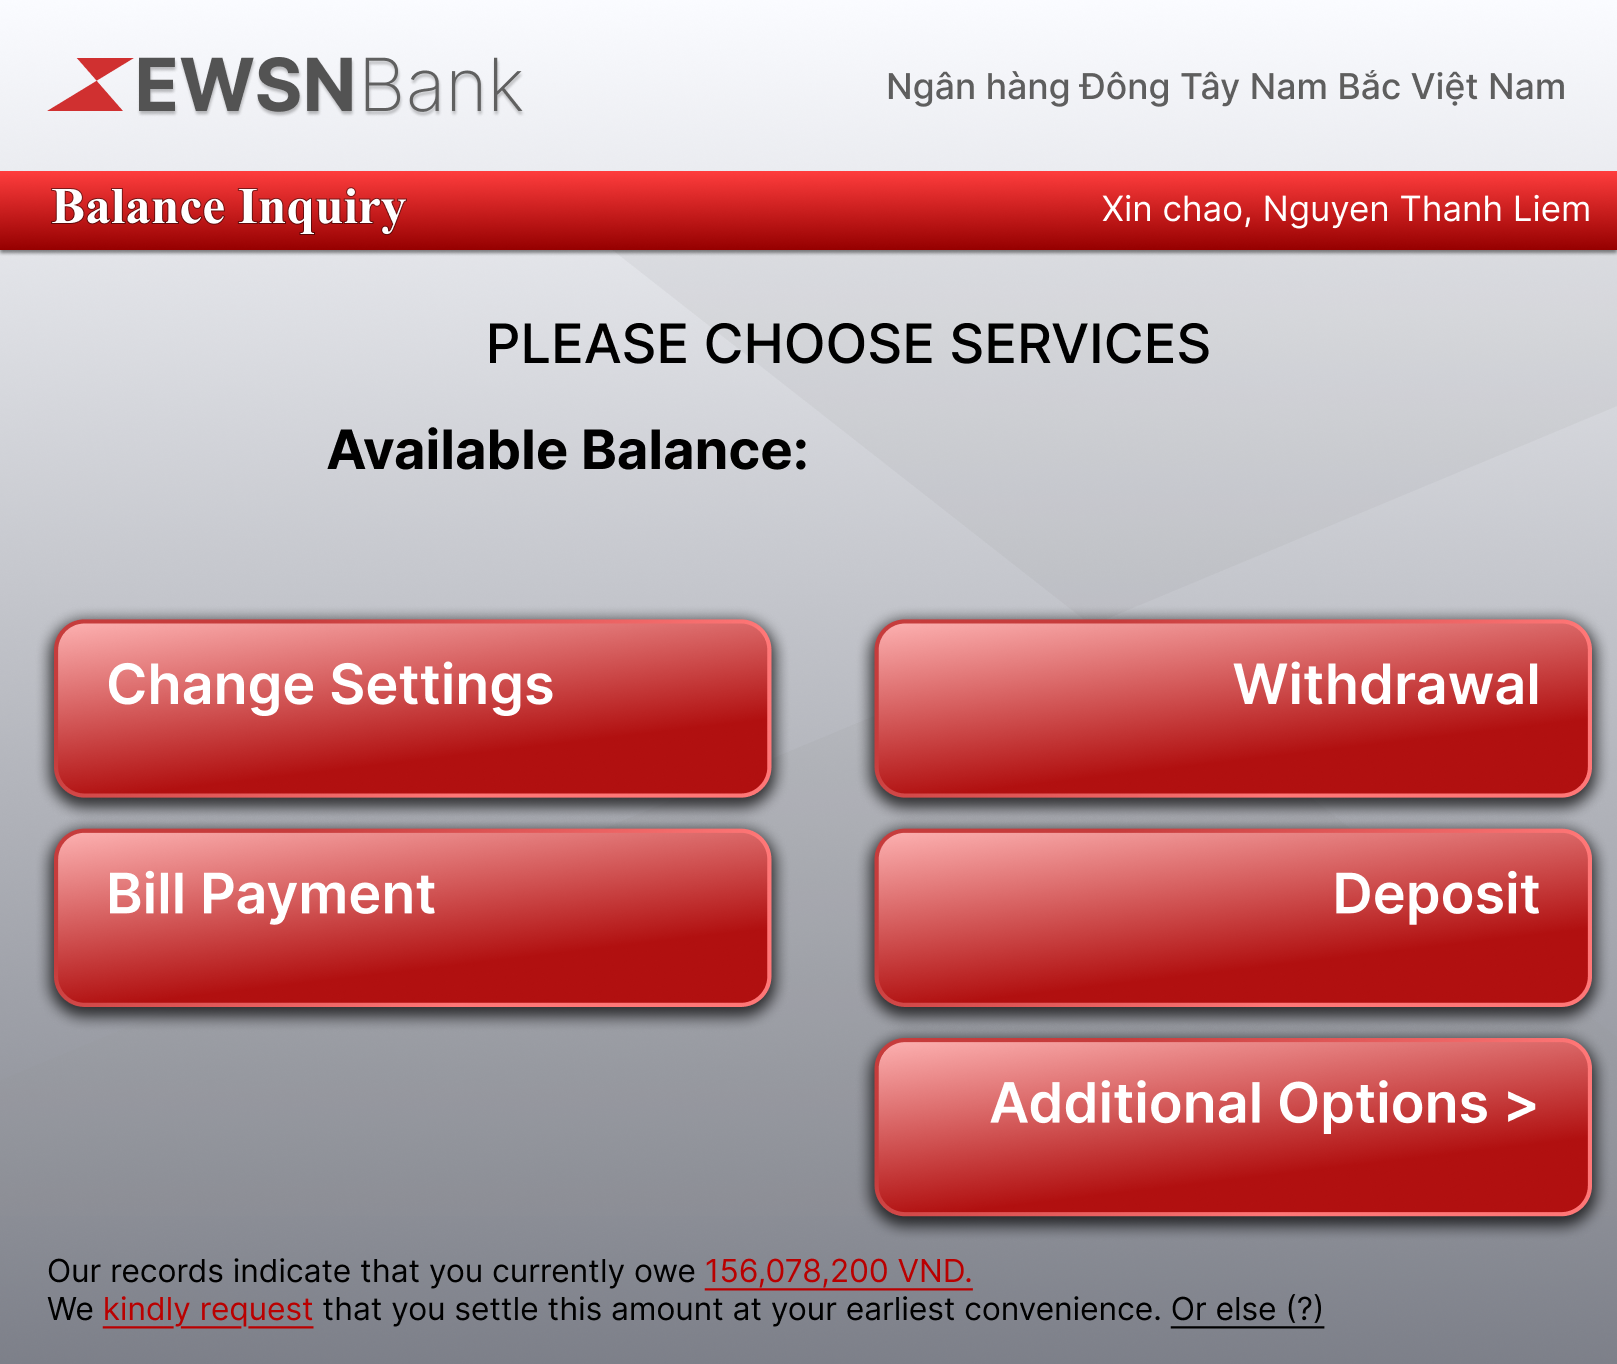 EWSNBank
Ngân hàng Đông Tây Nam Bắc Việt Nam
Balance Inquiry
Xin chao, Nguyen Thanh Liem
PLEASE CHOOSE SERVICES
Available Balance:
Change Settings
Withdrawal
Bill Payment
Deposit
Additional Options >
Our records indicate that you currently owe 156,078,200 VND.
We kindly request that you settle this amount at your earliest convenience. Or else (?)